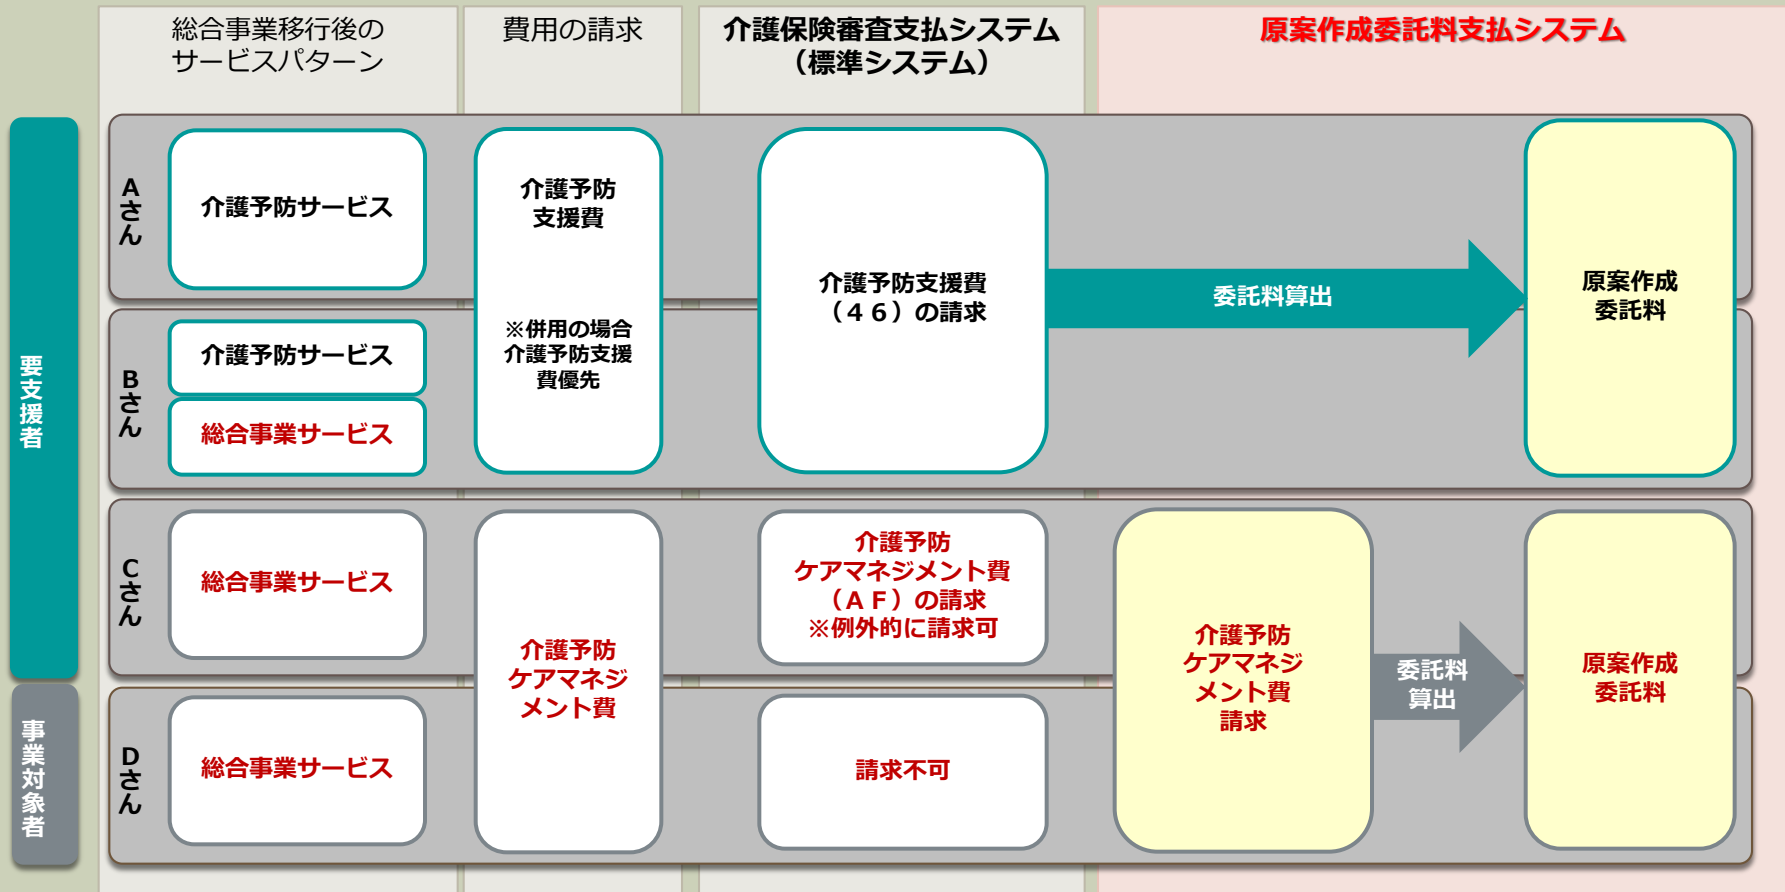 総合事業移行後の
サービスパターン
費用の請求
介護保険審査支払システム
（標準システム）
原案作成委託料支払システム
要支援者
事業対象者
Aさん
介護予防サービス
介護予防
支援費
※併用の場合
介護予防支援
費優先
介護予防支援費
（４６）の請求
委託料算出
原案作成
委託料
Bさん
介護予防サービス
総合事業サービス
Cさん
総合事業サービス
介護予防
ケアマネジ
メント費
介護予防
ケアマネジメント費
（ＡＦ）の請求
※例外的に請求可
介護予防
ケアマネジ
メント費
請求
委託料
算出
原案作成
委託料
Dさん
総合事業サービス
請求不可